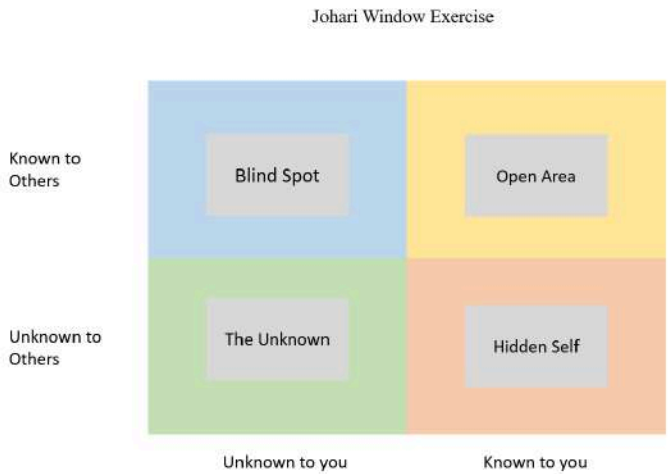 Johari Window Exercise
Known to
Others
Blind Spot
Open Area
Unknown to
Others
The Unknown
Hidden Self
Unknown to you
Known to you